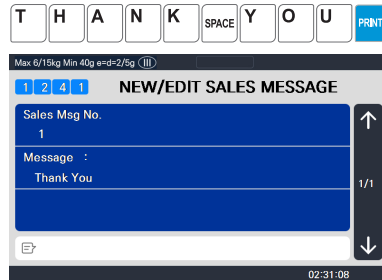 T H A N K SPACE Y O U PRINT
Max 6/15kg Min 40g e=d=2/5g (III)
1 2 4 1 NEW/EDIT SALES MESSAGE
Sales Msg No.
1
Message :
Thank You
1/1
02:31:08